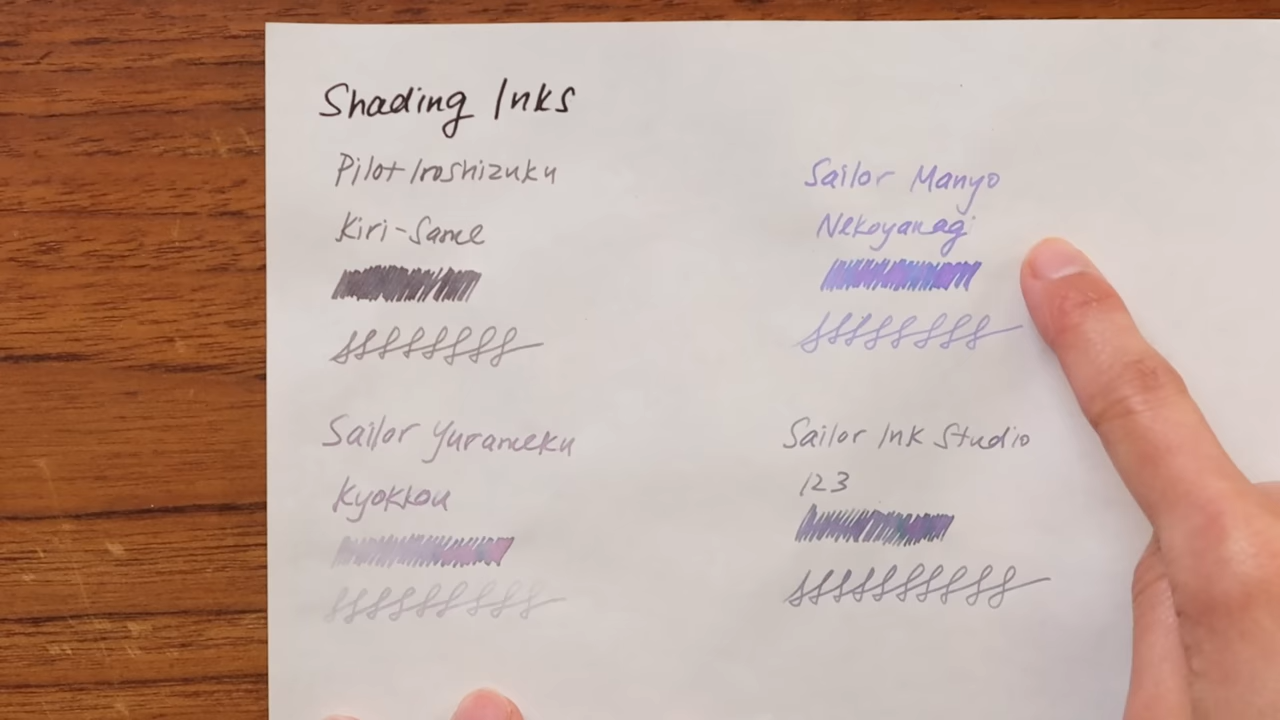 Shading Inks
Pilot Iroshizuku
Kiri-Same
Sailor Manyo
Nekoyanagi
Sailor Yurameku
Kyokkou
Sailor Ink Studio
123